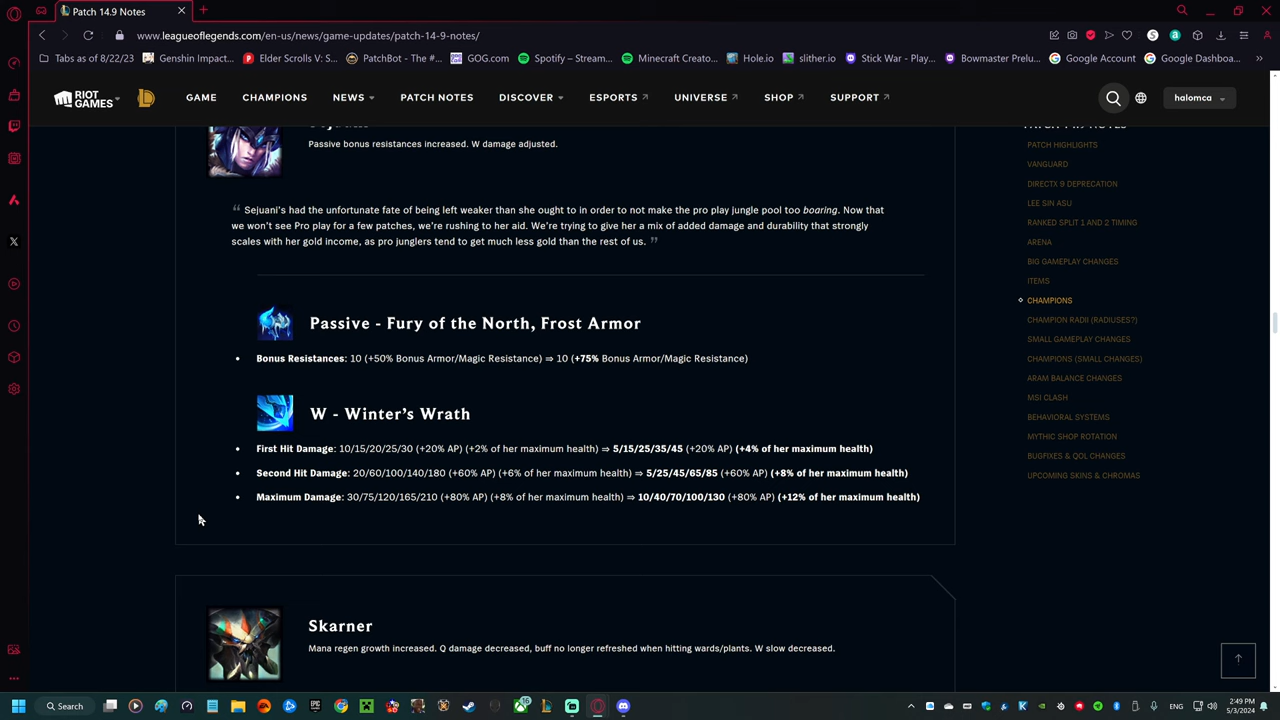 Patch 14.9 Notes
www.leagueoflegends.com/en-us/news/game-updates/patch-14-9-notes/
Tabs as of 8/22/23
Genshin Impact...
Elder Scrolls V: S...
PatchBot - The #...
GOG.com
Spotify – Stream...
Minecraft Creato...
Hole.io
slither.io
Stick War - Play...
Bowmaster Prelu...
Google Account
Google Dashboa...
RIOT GAMES
GAME
CHAMPIONS
NEWS
PATCH NOTES
DISCOVER
ESPORTS
UNIVERSE
SHOP
SUPPORT
halomca
Passive bonus resistances increased. W damage adjusted.
“ Sejuani's had the unfortunate fate of being left weaker than she ought to in order to not make the pro play jungle pool too boaring. Now that
we won't see Pro play for a few patches, we're rushing to her aid. We're trying to give her a mix of added damage and durability that strongly
scales with her gold income, as pro junglers tend to get much less gold than the rest of us. ”
Passive - Fury of the North, Frost Armor
Bonus Resistances: 10 (+50% Bonus Armor/Magic Resistance) ⇒ 10 (+75% Bonus Armor/Magic Resistance)
W - Winter's Wrath
First Hit Damage: 10/15/20/25/30 (+20% AP) (+2% of her maximum health) ⇒ 5/15/25/35/45 (+20% AP) (+4% of her maximum health)
Second Hit Damage: 20/60/100/140/180 (+60% AP) (+6% of her maximum health) ⇒ 5/25/45/65/85 (+60% AP) (+8% of her maximum health)
Maximum Damage: 30/75/120/165/210 (+80% AP) (+8% of her maximum health) ⇒ 10/40/70/100/130 (+80% AP) (+12% of her maximum health)
Skarner
Mana regen growth increased. Q damage decreased, buff no longer refreshed when hitting wards/plants. W slow decreased.
PATCH 14.9 NOTES
PATCH HIGHLIGHTS
VANGUARD
DIRECTX 9 DEPRECATION
LEE SIN ASU
RANKED SPLIT 1 AND 2 TIMING
ARENA
BIG GAMEPLAY CHANGES
ITEMS
CHAMPIONS
CHAMPION RADII (RADIUSES?)
SMALL GAMEPLAY CHANGES
CHAMPIONS (SMALL CHANGES)
ARAM BALANCE CHANGES
MSI CLASH
BEHAVIORAL SYSTEMS
MYTHIC SHOP ROTATION
BUGFIXES & QOL CHANGES
UPCOMING SKINS & CHROMAS
Search
16
2:49 PM
5/3/2024